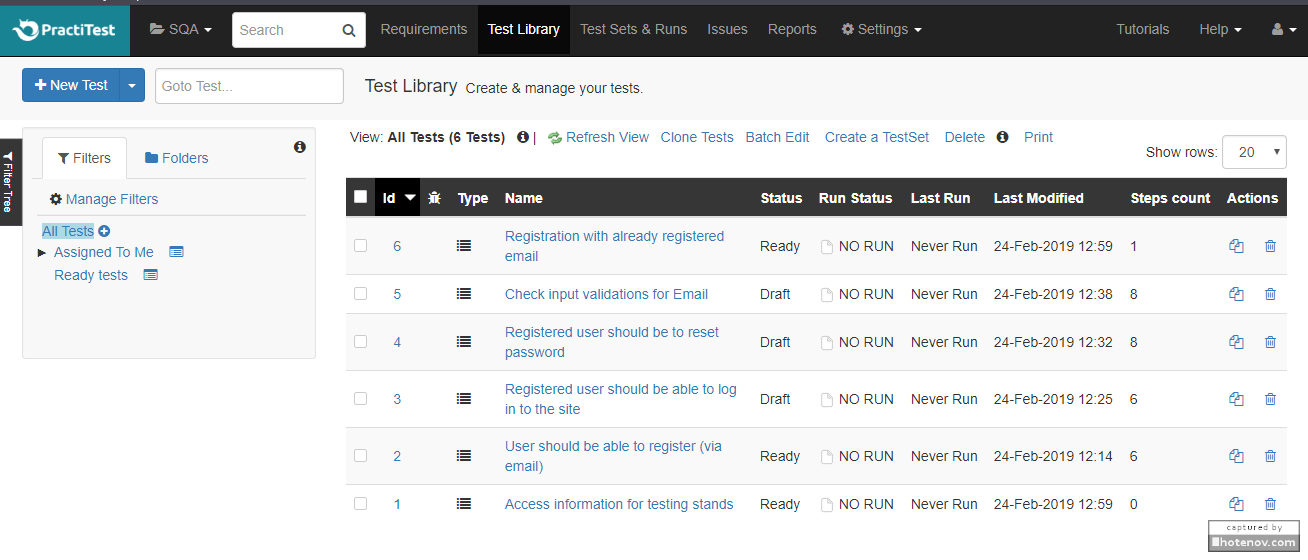 PractiTest SQA Search Requirements Test Library Test Sets & Runs Issues Reports Settings Tutorials Help
New Test Goto Test... Test Library Create & manage your tests.
View: All Tests (6 Tests) | Refresh View Clone Tests Batch Edit Create a TestSet Delete Print
Show rows: 20
Filter Tree
Filters Folders
Manage Filters
All Tests
Assigned To Me
Ready tests
Id Type Name Status Run Status Last Run Last Modified Steps count Actions
6 Registration with already registered Ready NO RUN Never Run 24-Feb-2019 12:59 1
email
5 Check input validations for Email Draft NO RUN Never Run 24-Feb-2019 12:38 8
4 Registered user should be to reset Draft NO RUN Never Run 24-Feb-2019 12:32 8
password
3 Registered user should be able to log Draft NO RUN Never Run 24-Feb-2019 12:25 6
in to the site
2 User should be able to register (via Ready NO RUN Never Run 24-Feb-2019 12:14 6
email)
1 Access information for testing stands Ready NO RUN Never Run 24-Feb-2019 12:59 0
captured by
hotenov.com